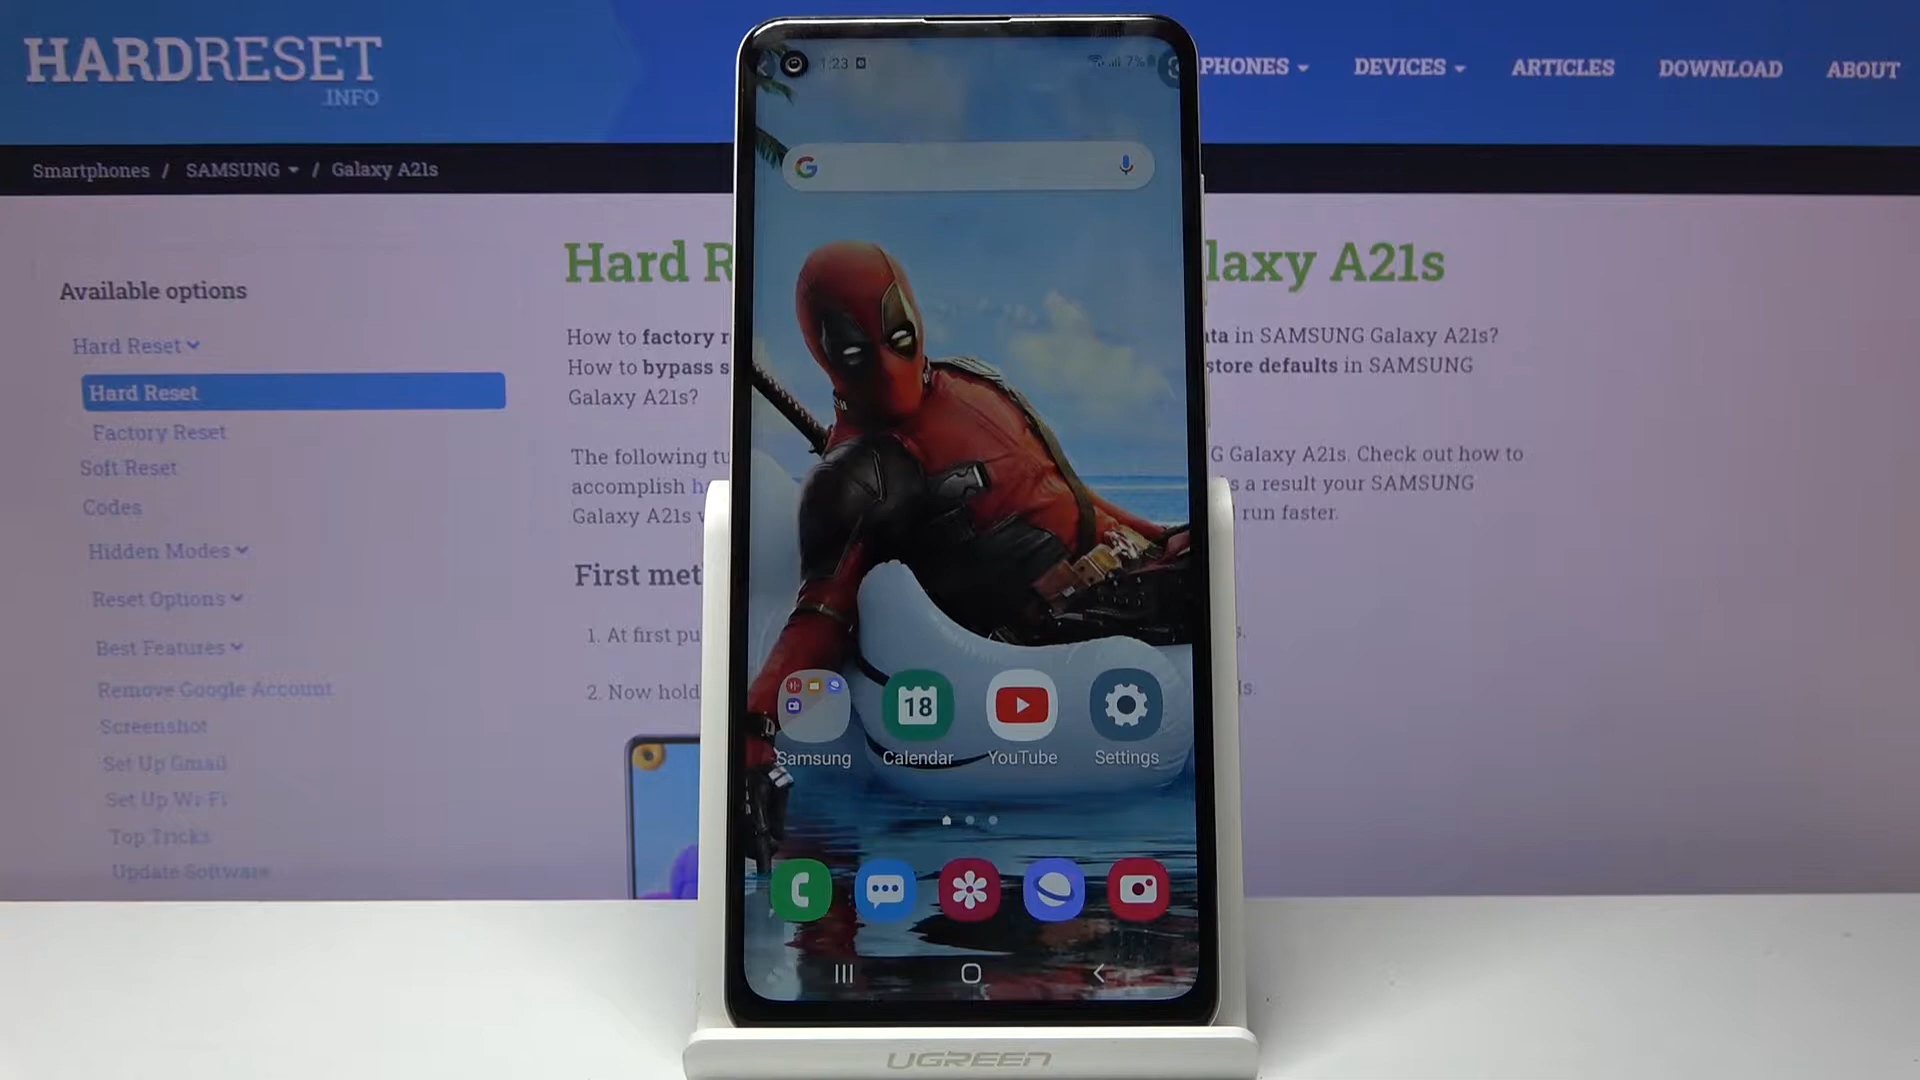 HARDRESET
.INFO
PHONES
DEVICES
ARTICLES
DOWNLOAD
ABOUT
Smartphones / SAMSUNG / Galaxy A21s
Available options
Hard Reset
Hard Reset
Factory Reset
Soft Reset
Codes
Hidden Modes
Reset Options
Best Features
Remove Google Account
Screenshot
Set Up Gmail
Set Up Wi-Fi
Top Tricks
Update Software
Hard R
laxy A21s
How to factory r
ta in SAMSUNG Galaxy A21s?
How to bypass s
store defaults in SAMSUNG
Galaxy A21s?
The following tu
G Galaxy A21s. Check out how to
accomplish h
s a result your SAMSUNG
Galaxy A21s
run faster.
First met
1. At first pu
2. Now hold
ls.
1:23
7%
18
Samsung
Calendar
YouTube
Settings
UGREEN